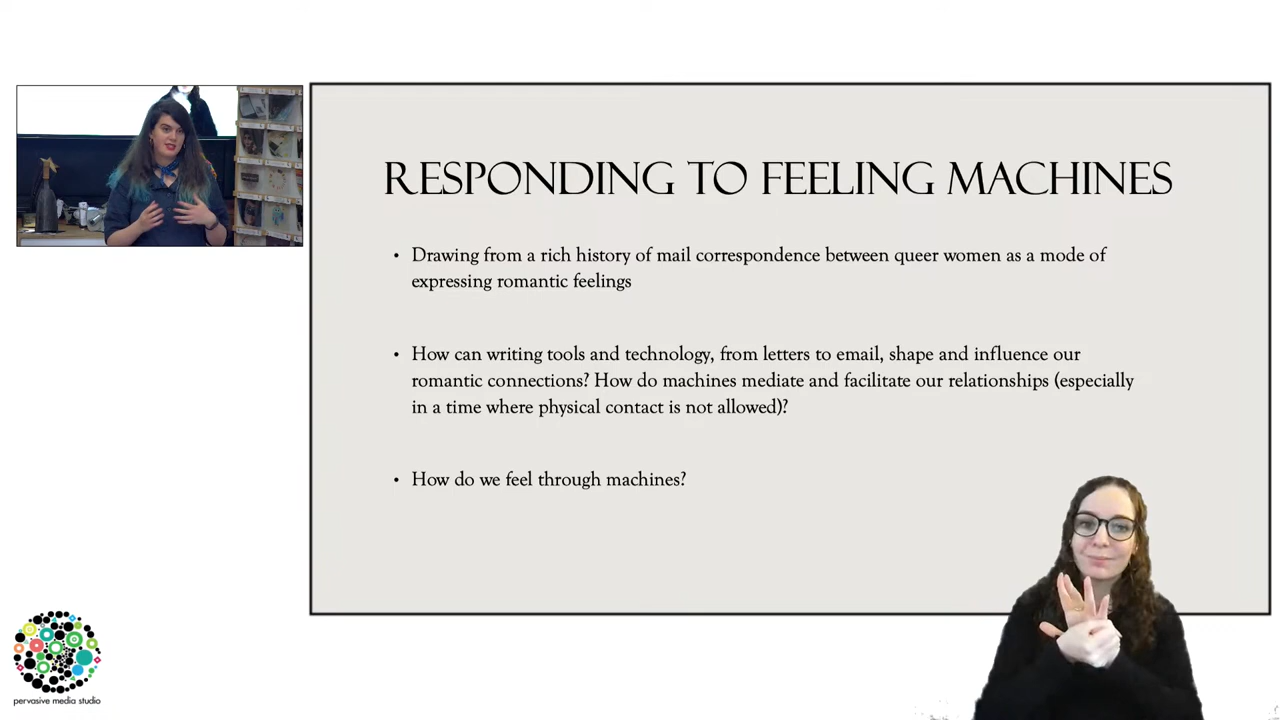 RESPONDING TO FEELING MACHINES
• Drawing from a rich history of mail correspondence between queer women as a mode of
expressing romantic feelings
• How can writing tools and technology, from letters to email, shape and influence our
romantic connections? How do machines mediate and facilitate our relationships (especially
in a time where physical contact is not allowed)?
• How do we feel through machines?
pervasive media studio